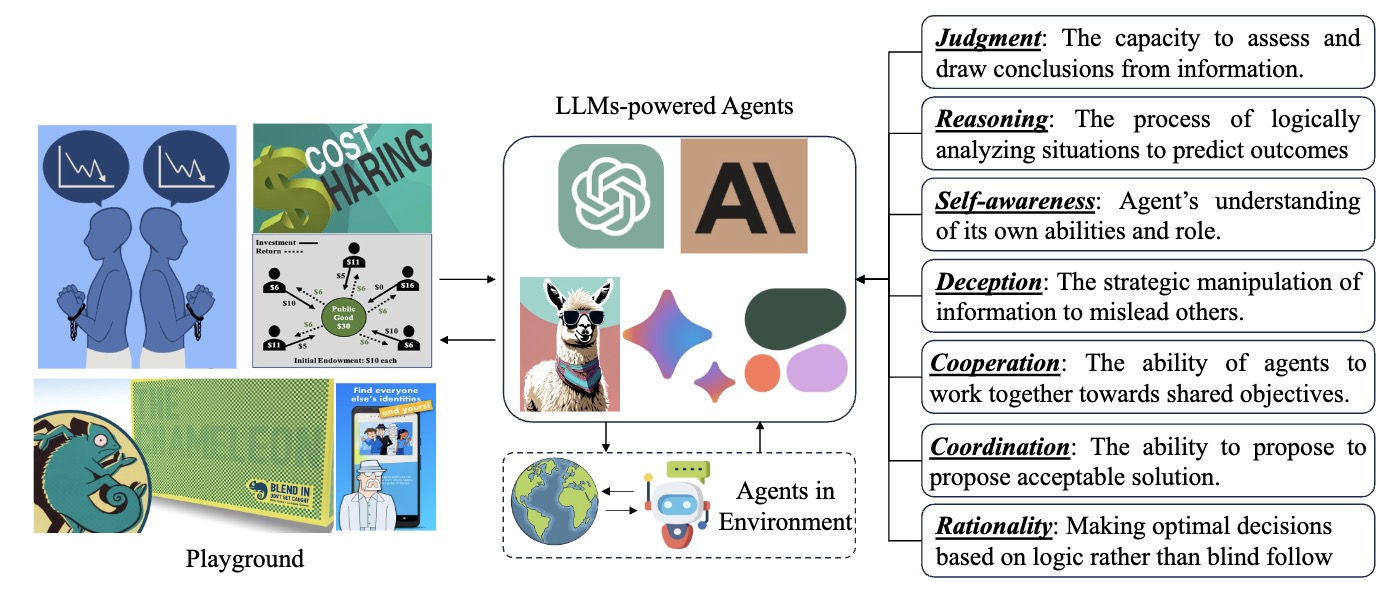 COST
SHARING
Investment
Return
$11
$5
$6
$0
$6
$16
$6
$10
$6
Public
Good
$30
$6
$10
$11
$5
$6
$6
Initial Endowment: $10 each
THE
CHAMELEON
BLEND IN
DON'T GET CAUGHT
Find everyone
else's identities
and yours!
Playground
LLMs-powered Agents
AI
Agents in
Environment
Judgment: The capacity to assess and
draw conclusions from information.
Reasoning: The process of logically
analyzing situations to predict outcomes
Self-awareness: Agent's understanding
of its own abilities and role.
Deception: The strategic manipulation of
information to mislead others.
Cooperation: The ability of agents to
work together towards shared objectives.
Coordination: The ability to propose to
propose acceptable solution.
Rationality: Making optimal decisions
based on logic rather than blind follow